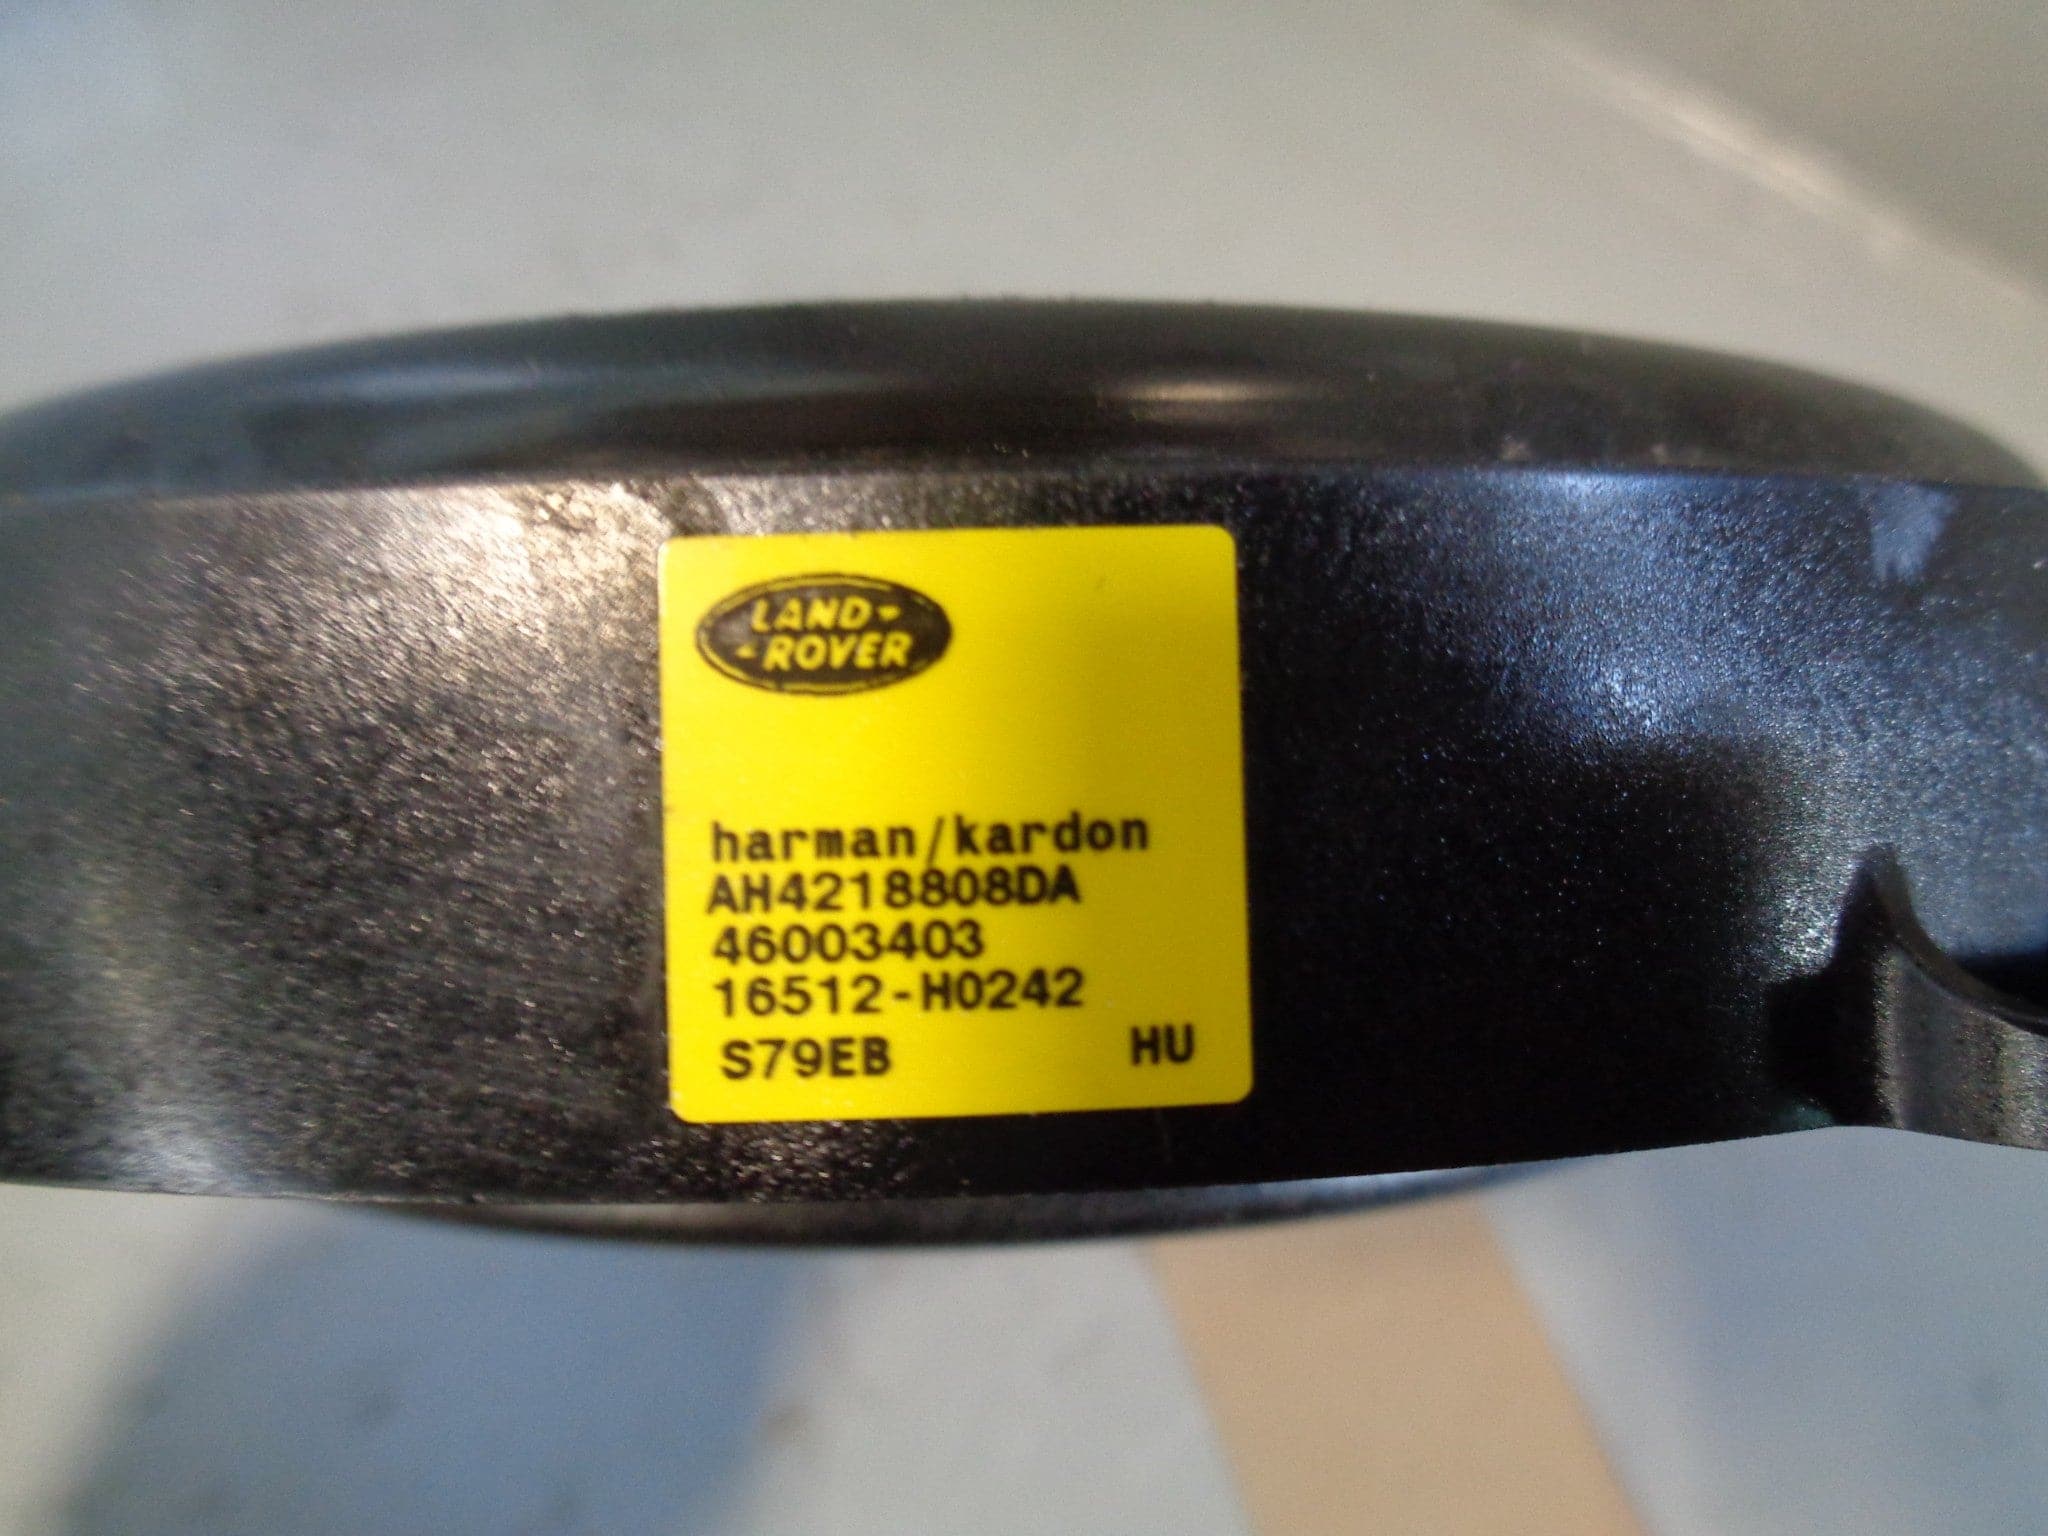 LAND-
-ROVER
harman/kardon
AH4218808DA
46003403
16512-H0242
S79EB HU